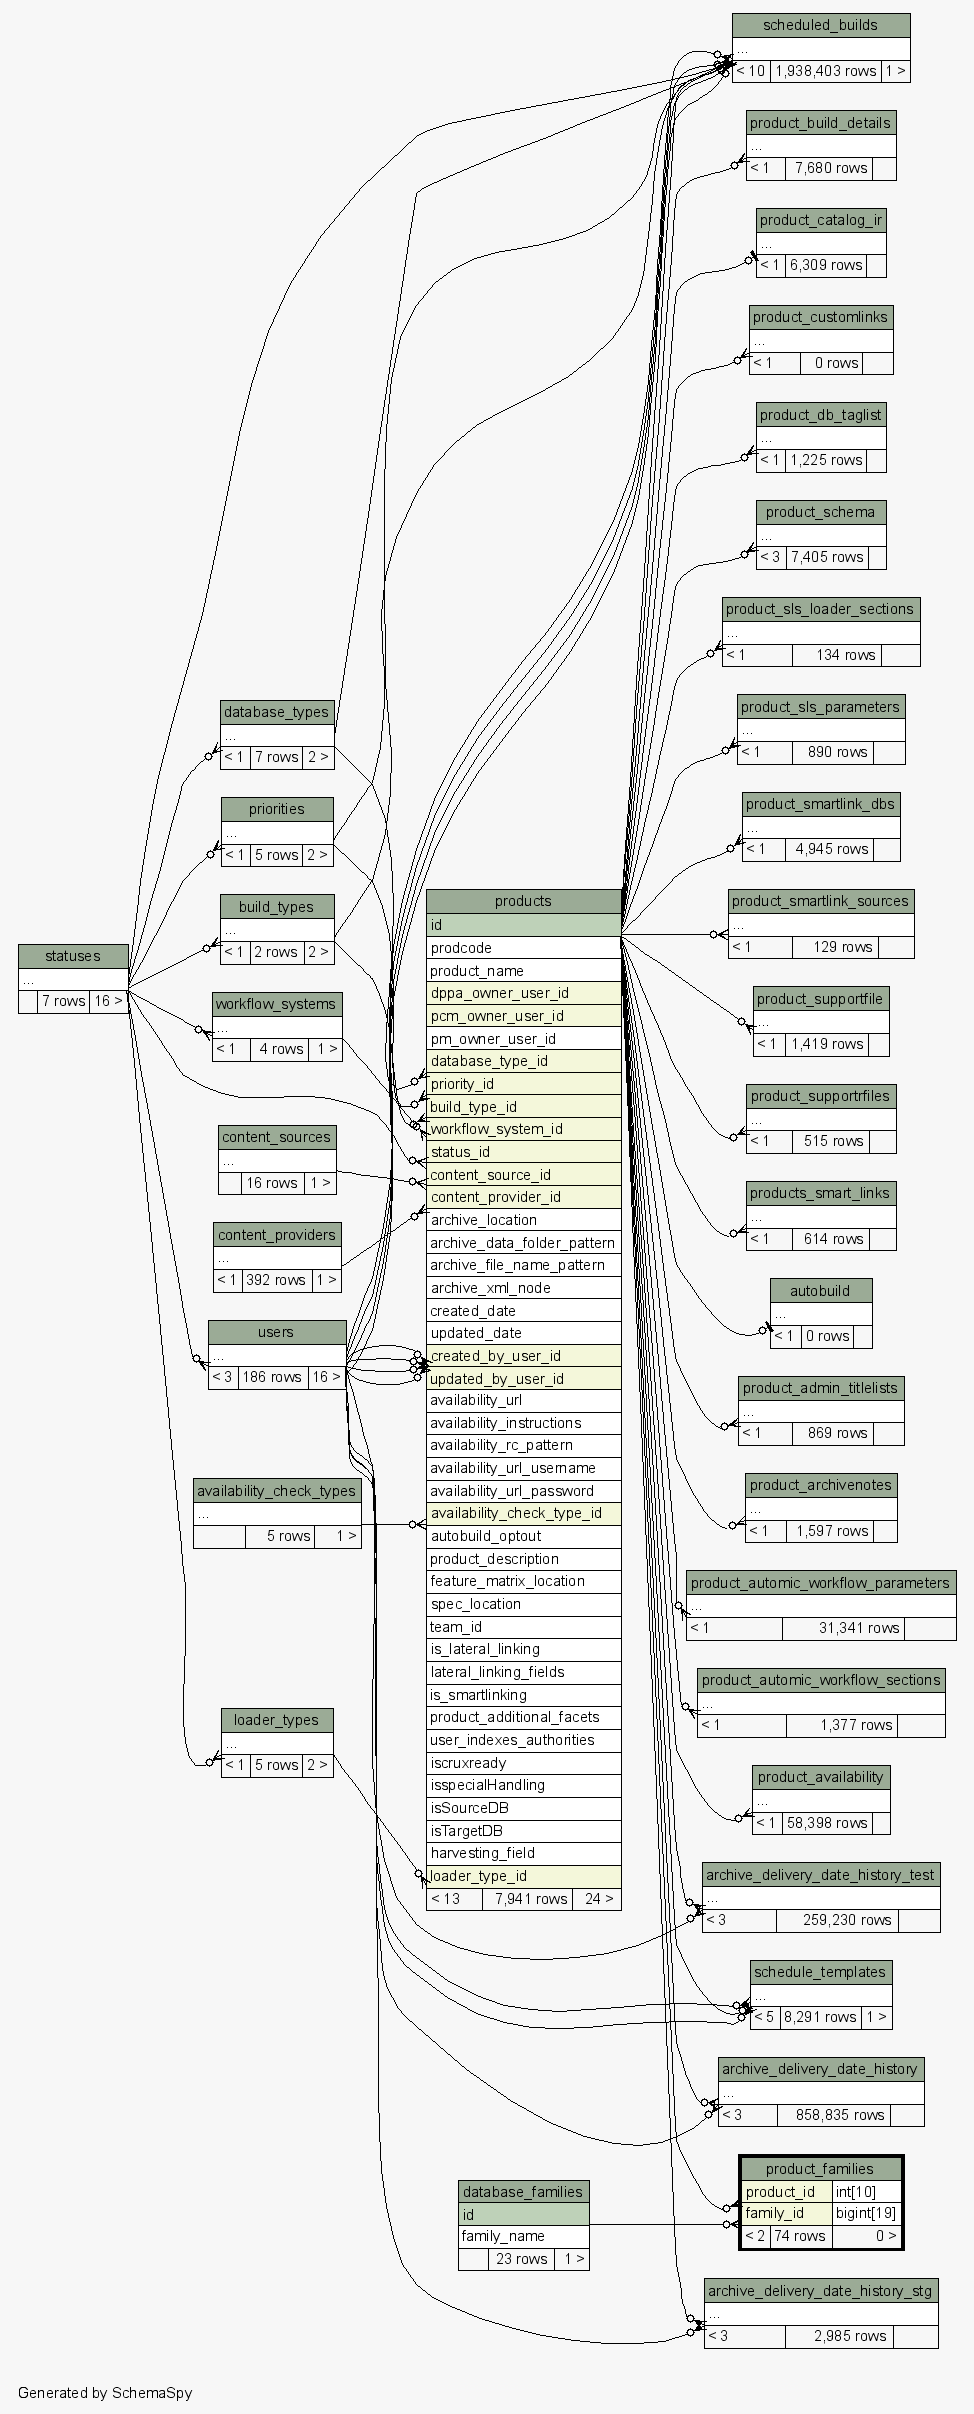 scheduled_builds
...
< 10 1,938,403 rows 1 >
product_build_details
...
< 1 7,680 rows
product_catalog_ir
...
< 1 6,309 rows
product_customlinks
...
< 1 0 rows
product_db_taglist
...
< 1 1,225 rows
product_schema
...
< 3 7,405 rows
product_sls_loader_sections
...
< 1 134 rows
product_sls_parameters
...
< 1 890 rows
product_smartlink_dbs
...
< 1 4,945 rows
product_smartlink_sources
...
< 1 129 rows
product_supportfile
...
< 1 1,419 rows
product_supportrfiles
...
< 1 515 rows
products_smart_links
...
< 1 614 rows
autobuild
...
< 1 0 rows
product_admin_titlelists
...
< 1 869 rows
product_archivenotes
...
< 1 1,597 rows
product_automic_workflow_parameters
...
< 1 31,341 rows
product_automic_workflow_sections
...
< 1 1,377 rows
product_availability
...
< 1 58,398 rows
archive_delivery_date_history_test
...
< 3 259,230 rows
schedule_templates
...
< 5 8,291 rows 1 >
archive_delivery_date_history
...
< 3 858,835 rows
product_families
product_id int[10]
family_id bigint[19]
< 2 74 rows 0 >
archive_delivery_date_history_stg
...
< 3 2,985 rows
database_types
...
< 1 7 rows 2 >
priorities
...
< 1 5 rows 2 >
build_types
...
< 1 2 rows 2 >
statuses
...
7 rows 16 >
workflow_systems
...
< 1 4 rows 1 >
content_sources
...
16 rows 1 >
content_providers
...
< 1 392 rows 1 >
users
...
< 3 186 rows 16 >
availability_check_types
...
5 rows 1 >
loader_types
...
< 1 5 rows 2 >
products
id
prodcode
product_name
dppa_owner_user_id
pcm_owner_user_id
pm_owner_user_id
database_type_id
priority_id
build_type_id
workflow_system_id
status_id
content_source_id
content_provider_id
archive_location
archive_data_folder_pattern
archive_file_name_pattern
archive_xml_node
created_date
updated_date
created_by_user_id
updated_by_user_id
availability_url
availability_instructions
availability_rc_pattern
availability_url_username
availability_url_password
availability_check_type_id
autobuild_optout
product_description
feature_matrix_location
spec_location
team_id
is_lateral_linking
lateral_linking_fields
is_smartlinking
product_additional_facets
user_indexes_authorities
iscruxready
isspecialHandling
isSourceDB
isTargetDB
harvesting_field
loader_type_id
< 13 7,941 rows 24 >
database_families
id
family_name
23 rows 1 >
Generated by SchemaSpy